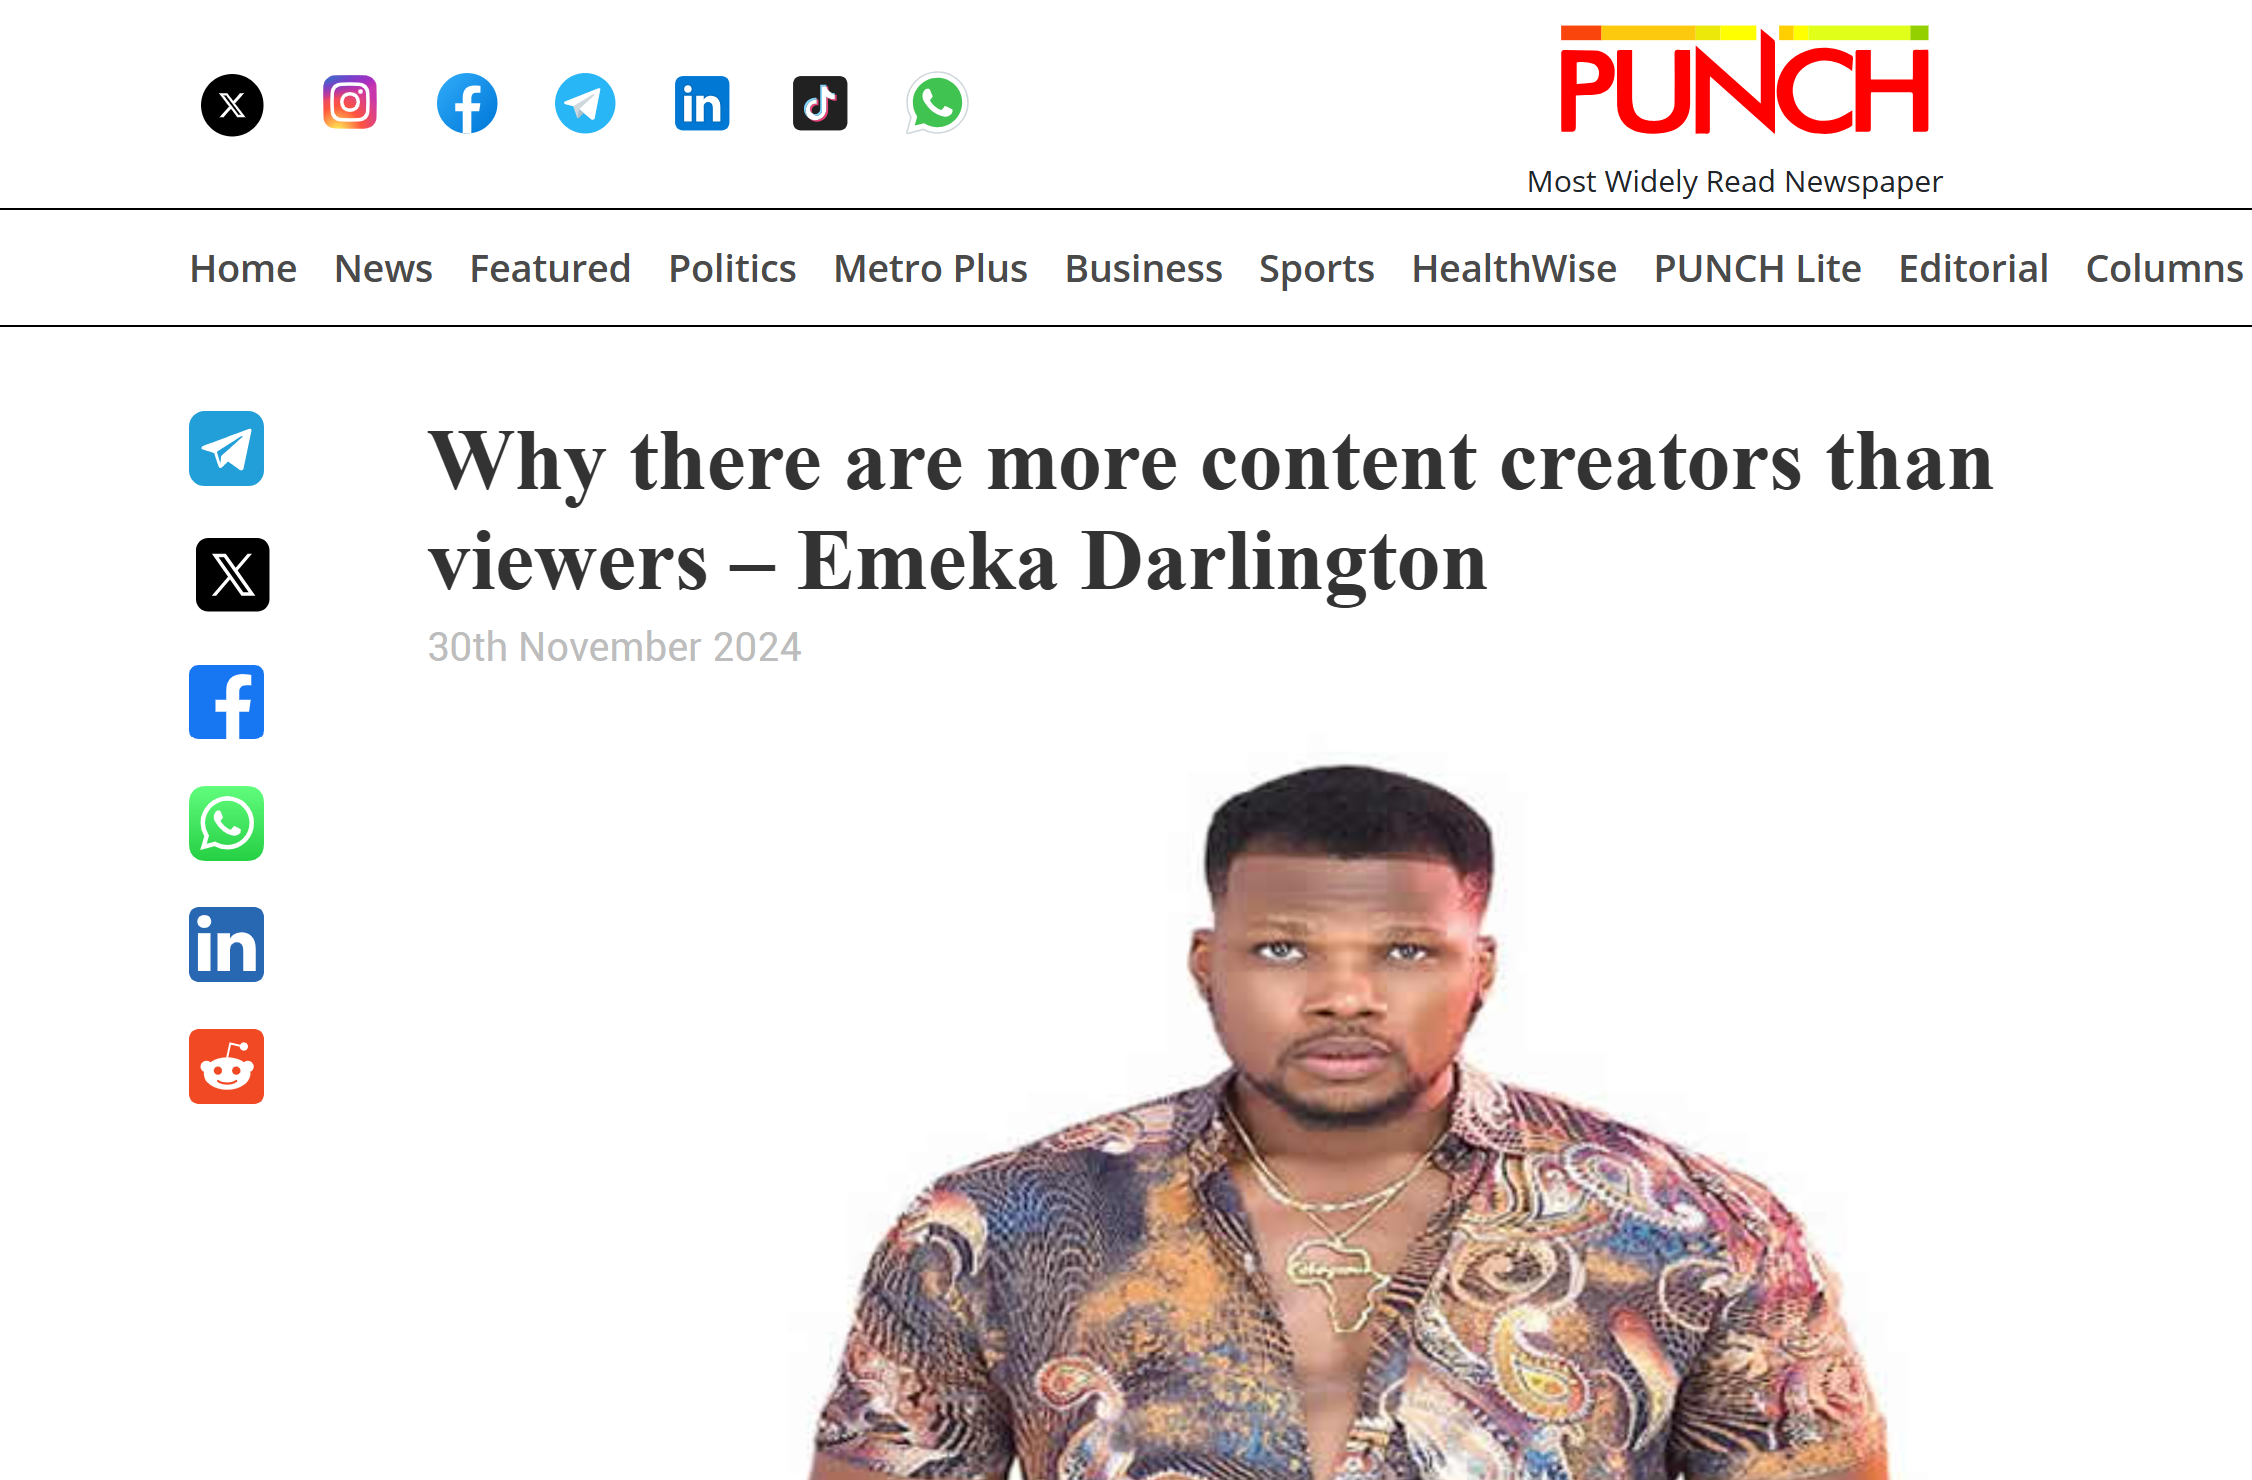 PUNCH
Most Widely Read Newspaper
Home News Featured Politics Metro Plus Business Sports HealthWise PUNCH Lite Editorial Columns
Why there are more content creators than
viewers – Emeka Darlington
30th November 2024